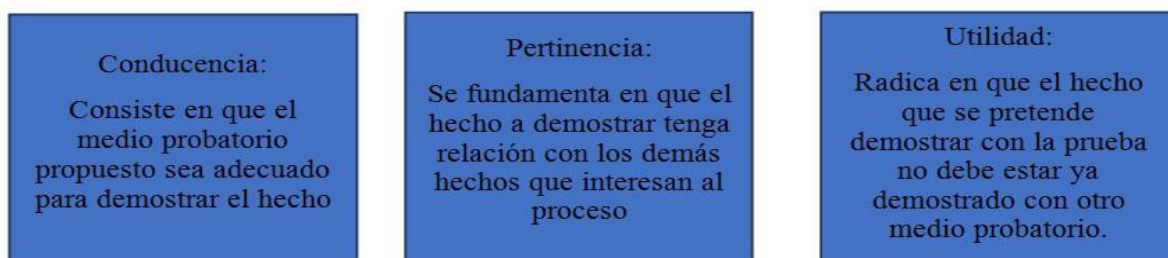 Conducencia:
Consiste en que el
medio probatorio
propuesto sea adecuado
para demostrar el hecho
Pertinencia:
Se fundamenta en que el
hecho a demostrar tenga
relación con los demás
hechos que interesan al
proceso
Utilidad:
Radica en que el hecho
que se pretende
demostrar con la prueba
no debe estar ya
demostrado con otro
medio probatorio.